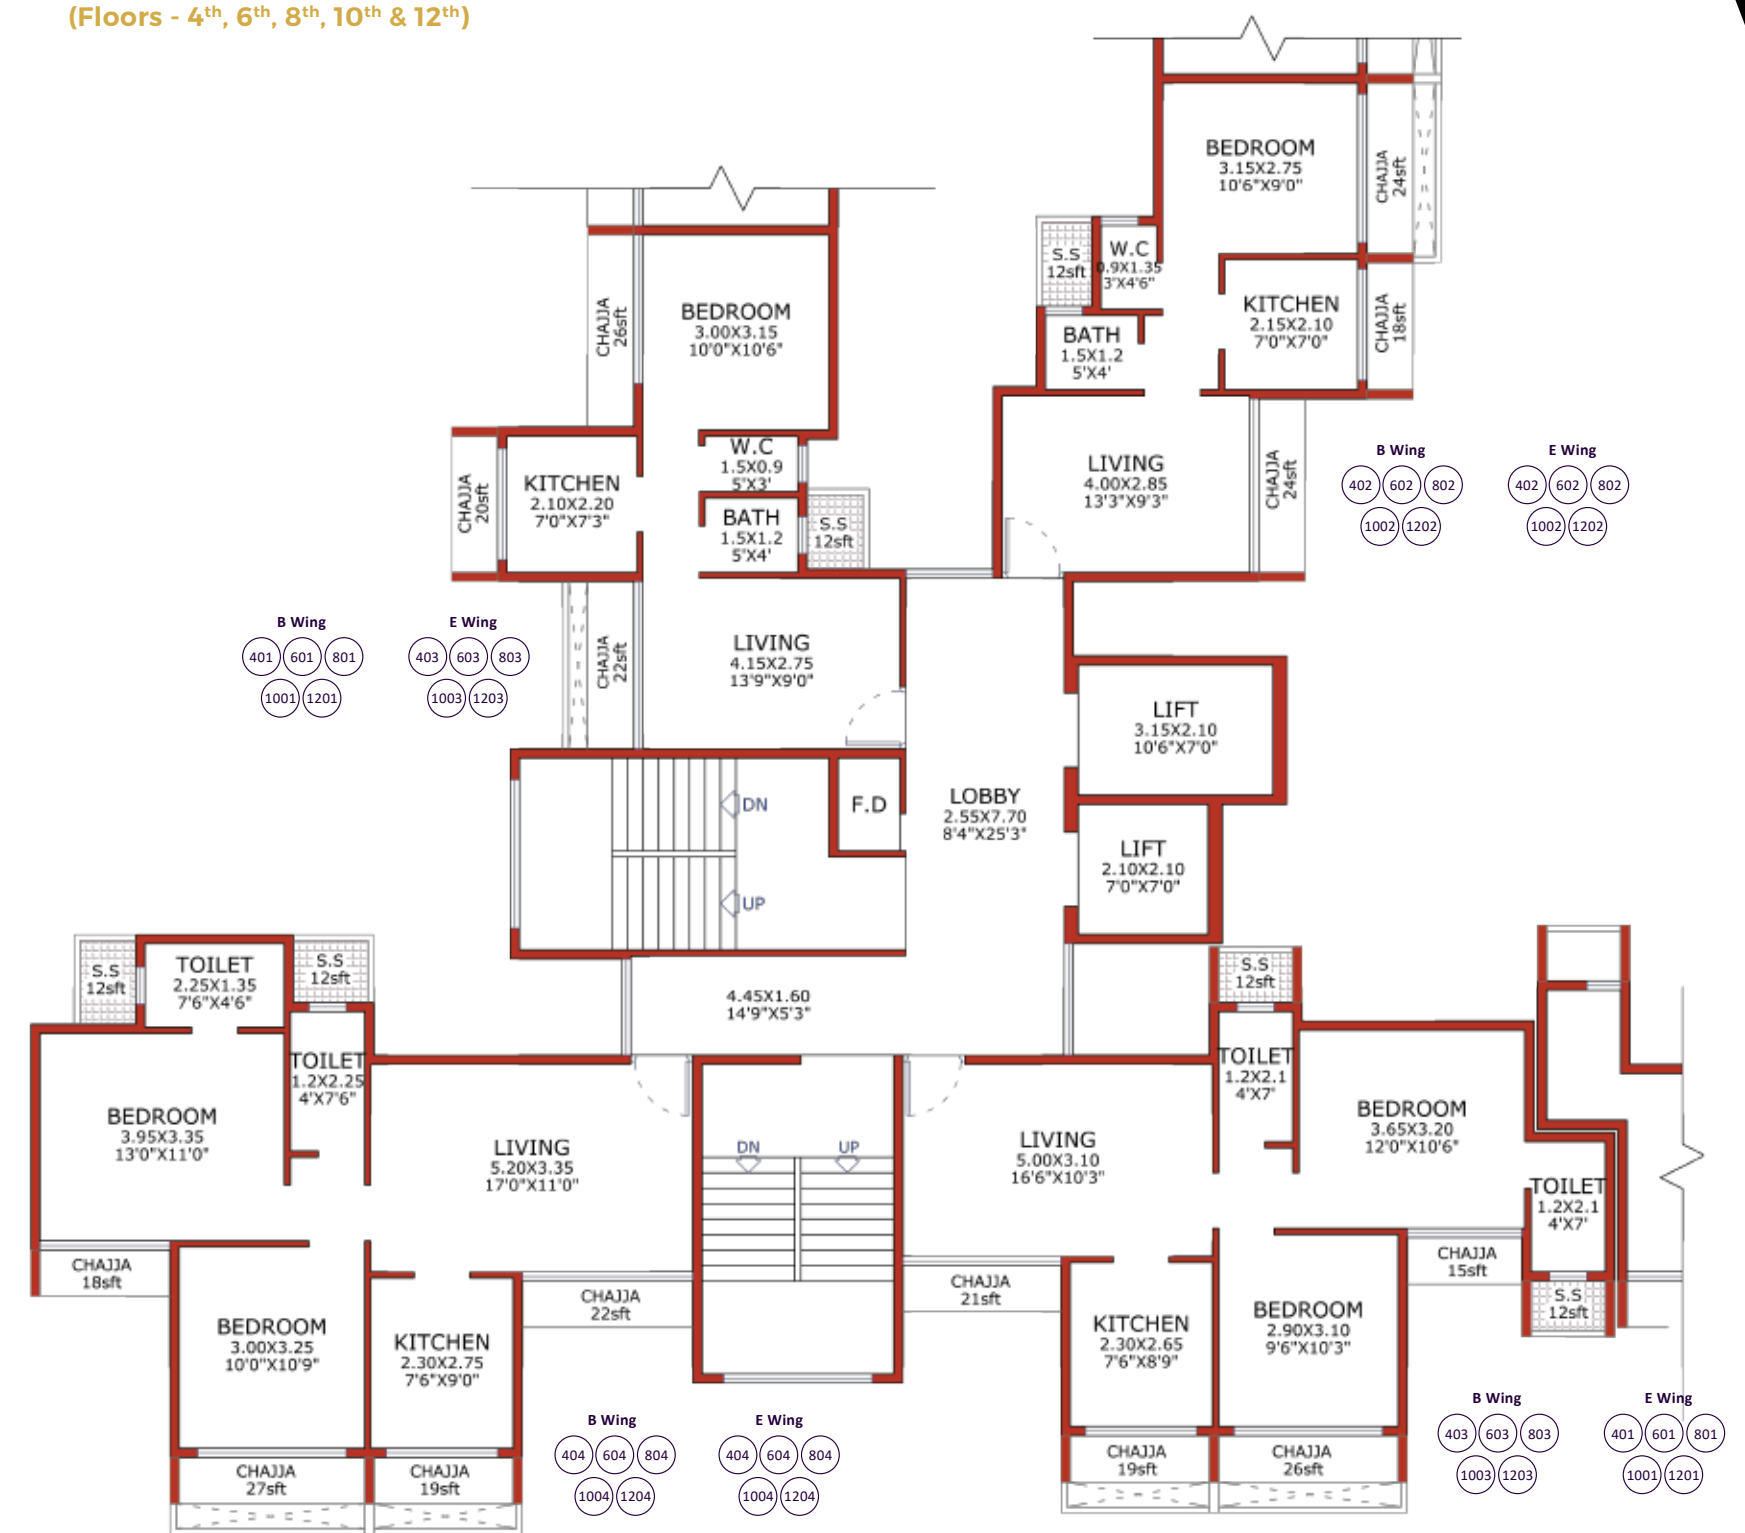 (Floors - 4th, 6th, 8th, 10th & 12th)
BEDROOM
3.15X2.75
10'6"X9'0"
CHAJJA
24sft
S.S
12sft
W.C
0.9X1.35
3'X4'6"
KITCHEN
2.15X2.10
7'0"X7'0"
CHAJJA
18sft
BATH
1.5X1.2
5'X4'
LIVING
4.00X2.85
13'3"X9'3"
CHAJJA
24sft
B Wing
402 602 802
1002 1202
E Wing
402 602 802
1002 1202
CHAJJA
26sft
BEDROOM
3.00X3.15
10'0"X10'6"
W.C
1.5X0.9
5'X3'
CHAJJA
20sft
KITCHEN
2.10X2.20
7'0"X7'3"
BATH
1.5X1.2
5'X4'
S.S
12sft
B Wing
401 601 801
1001 1201
E Wing
403 603 803
1003 1203
CHAJJA
22sft
LIVING
4.15X2.75
13'9"X9'0"
LIFT
3.15X2.10
10'6"X7'0"
DN
F.D
LOBBY
2.55X7.70
8'4"X25'3"
LIFT
2.10X2.10
7'0"X7'0"
UP
4.45X1.60
14'9"X5'3"
S.S
12sft
TOILET
2.25X1.35
7'6"X4'6"
S.S
12sft
TOILET
1.2X2.25
4'X7'6"
BEDROOM
3.95X3.35
13'0"X11'0"
LIVING
5.20X3.35
17'0"X11'0"
DN UP
LIVING
5.00X3.10
16'6"X10'3"
S.S
12sft
TOILET
1.2X2.1
4'X7'
BEDROOM
3.65X3.20
12'0"X10'6"
TOILET
1.2X2.1
4'X7'
CHAJJA
18sft
BEDROOM
3.00X3.25
10'0"X10'9"
KITCHEN
2.30X2.75
7'6"X9'0"
CHAJJA
22sft
CHAJJA
21sft
KITCHEN
2.30X2.65
7'6"X8'9"
BEDROOM
2.90X3.10
9'6"X10'3"
CHAJJA
15sft
S.S
12sft
CHAJJA
27sft
CHAJJA
19sft
B Wing
404 604 804
1004 1204
E Wing
404 604 804
1004 1204
CHAJJA
19sft
CHAJJA
26sft
B Wing
403 603 803
1003 1203
E Wing
401 601 801
1001 1201